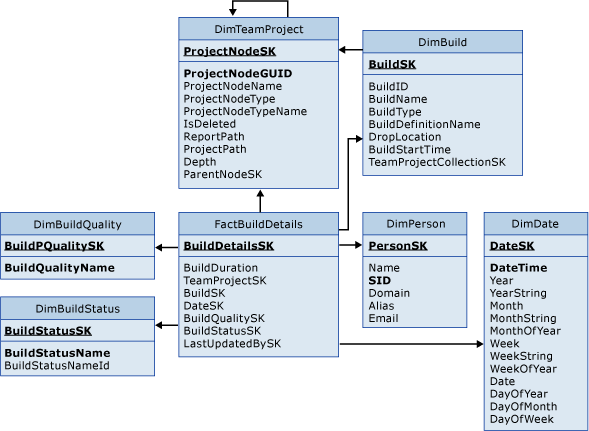 DimTeamProject
ProjectNodeSK
ProjectNodeGUID
ProjectNodeName
ProjectNodeType
ProjectNodeTypeName
IsDeleted
ReportPath
ProjectPath
Depth
ParentNodeSK
DimBuild
BuildSK
BuildID
BuildName
BuildType
BuildDefinitionName
DropLocation
BuildStartTime
TeamProjectCollectionSK
DimBuildQuality
BuildPQualitySK
BuildQualityName
DimBuildStatus
BuildStatusSK
BuildStatusName
BuildStatusNameId
FactBuildDetails
BuildDetailsSK
BuildDuration
TeamProjectSK
BuildSK
DateSK
BuildQualitySK
BuildStatusSK
LastUpdatedBySK
DimPerson
PersonSK
Name
SID
Domain
Alias
Email
DimDate
DateSK
DateTime
Year
YearString
Month
MonthString
MonthOfYear
Week
WeekString
WeekOfYear
Date
DayOfYear
DayOfMonth
DayOfWeek